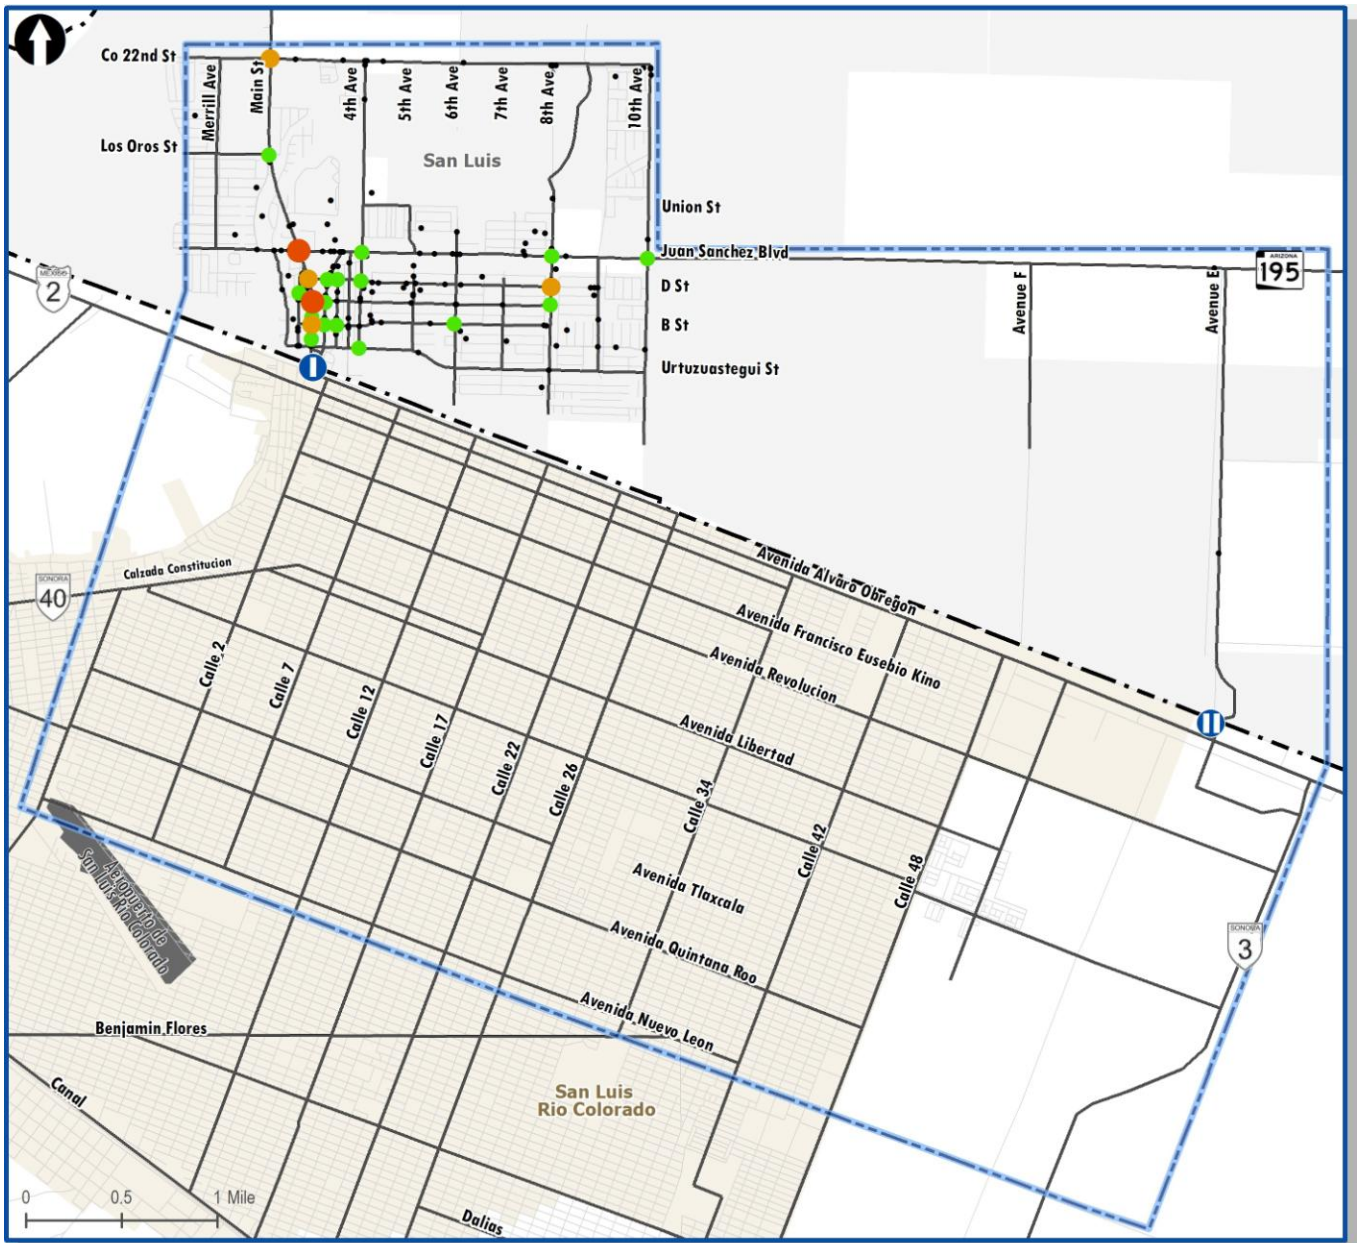 Co 22nd St
Merrill Ave
Main St
4th Ave
5th Ave
6th Ave
7th Ave
8th Ave
10th Ave
Los Oros St
San Luis
Union St
Juan Sanchez Blvd
ARIZONA
195
MEXICO
2
D St
Avenue F
Avenue E
B St
Urtuzuastegui St
I
Avenida Alvaro Obregon
Calzada Constitucion
SONORA
40
Avenida Francisco Eusebio Kino
Avenida Revolucion
Calle 2
Calle 7
Calle 12
Calle 17
Calle 22
Calle 26
Calle 34
Calle 42
Calle 48
Avenida Libertad
II
Aeropuerto de
San Luis Rio Colorado
Avenida Tlaxcala
Avenida Quintana Roo
SONORA
3
Avenida Nuevo Leon
Benjamin Flores
Canal
San Luis
Rio Colorado
0 0.5 1 Mile
Dalias